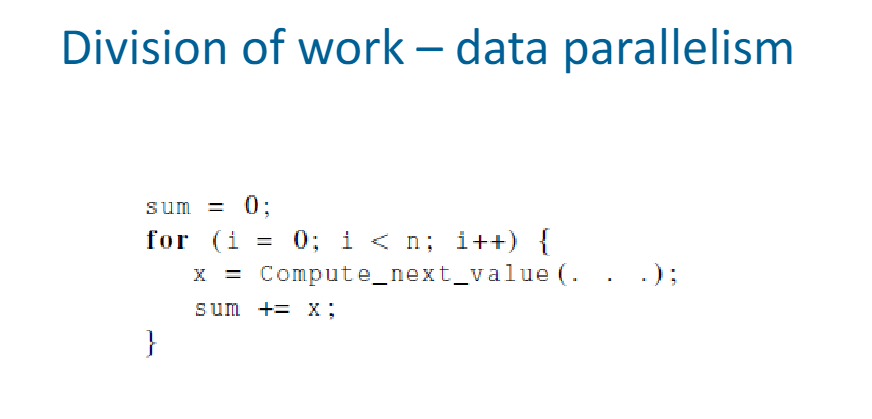 Division of work – data parallelism
sum = 0;
for (i = 0; i < n; i++) {
x = Compute_next_value(. . .);
sum += x;
}